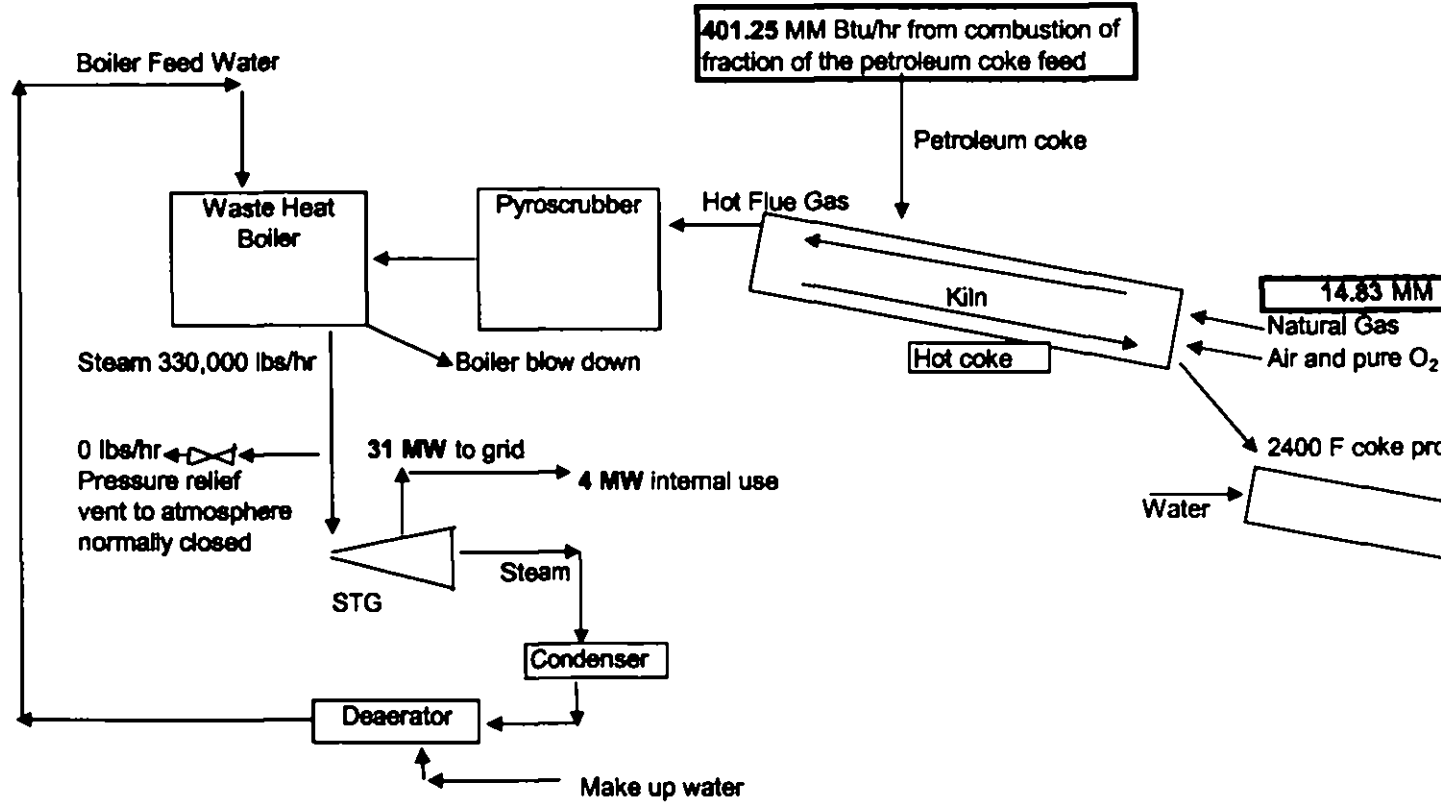 401.25 MM Btu/hr from combustion of
fraction of the petroleum coke feed
Boiler Feed Water
Petroleum coke
Waste Heat
Boiler
Pyroscrubber
Hot Flue Gas
Kiln
14.83 MM
Natural Gas
Air and pure O₂
Hot coke
Steam 330,000 lbs/hr
Boiler blow down
0 lbs/hr
Pressure relief
vent to atmosphere
normally closed
31 MW to grid
4 MW internal use
2400 F coke pro
Water
Steam
STG
Condenser
Deaerator
Make up water